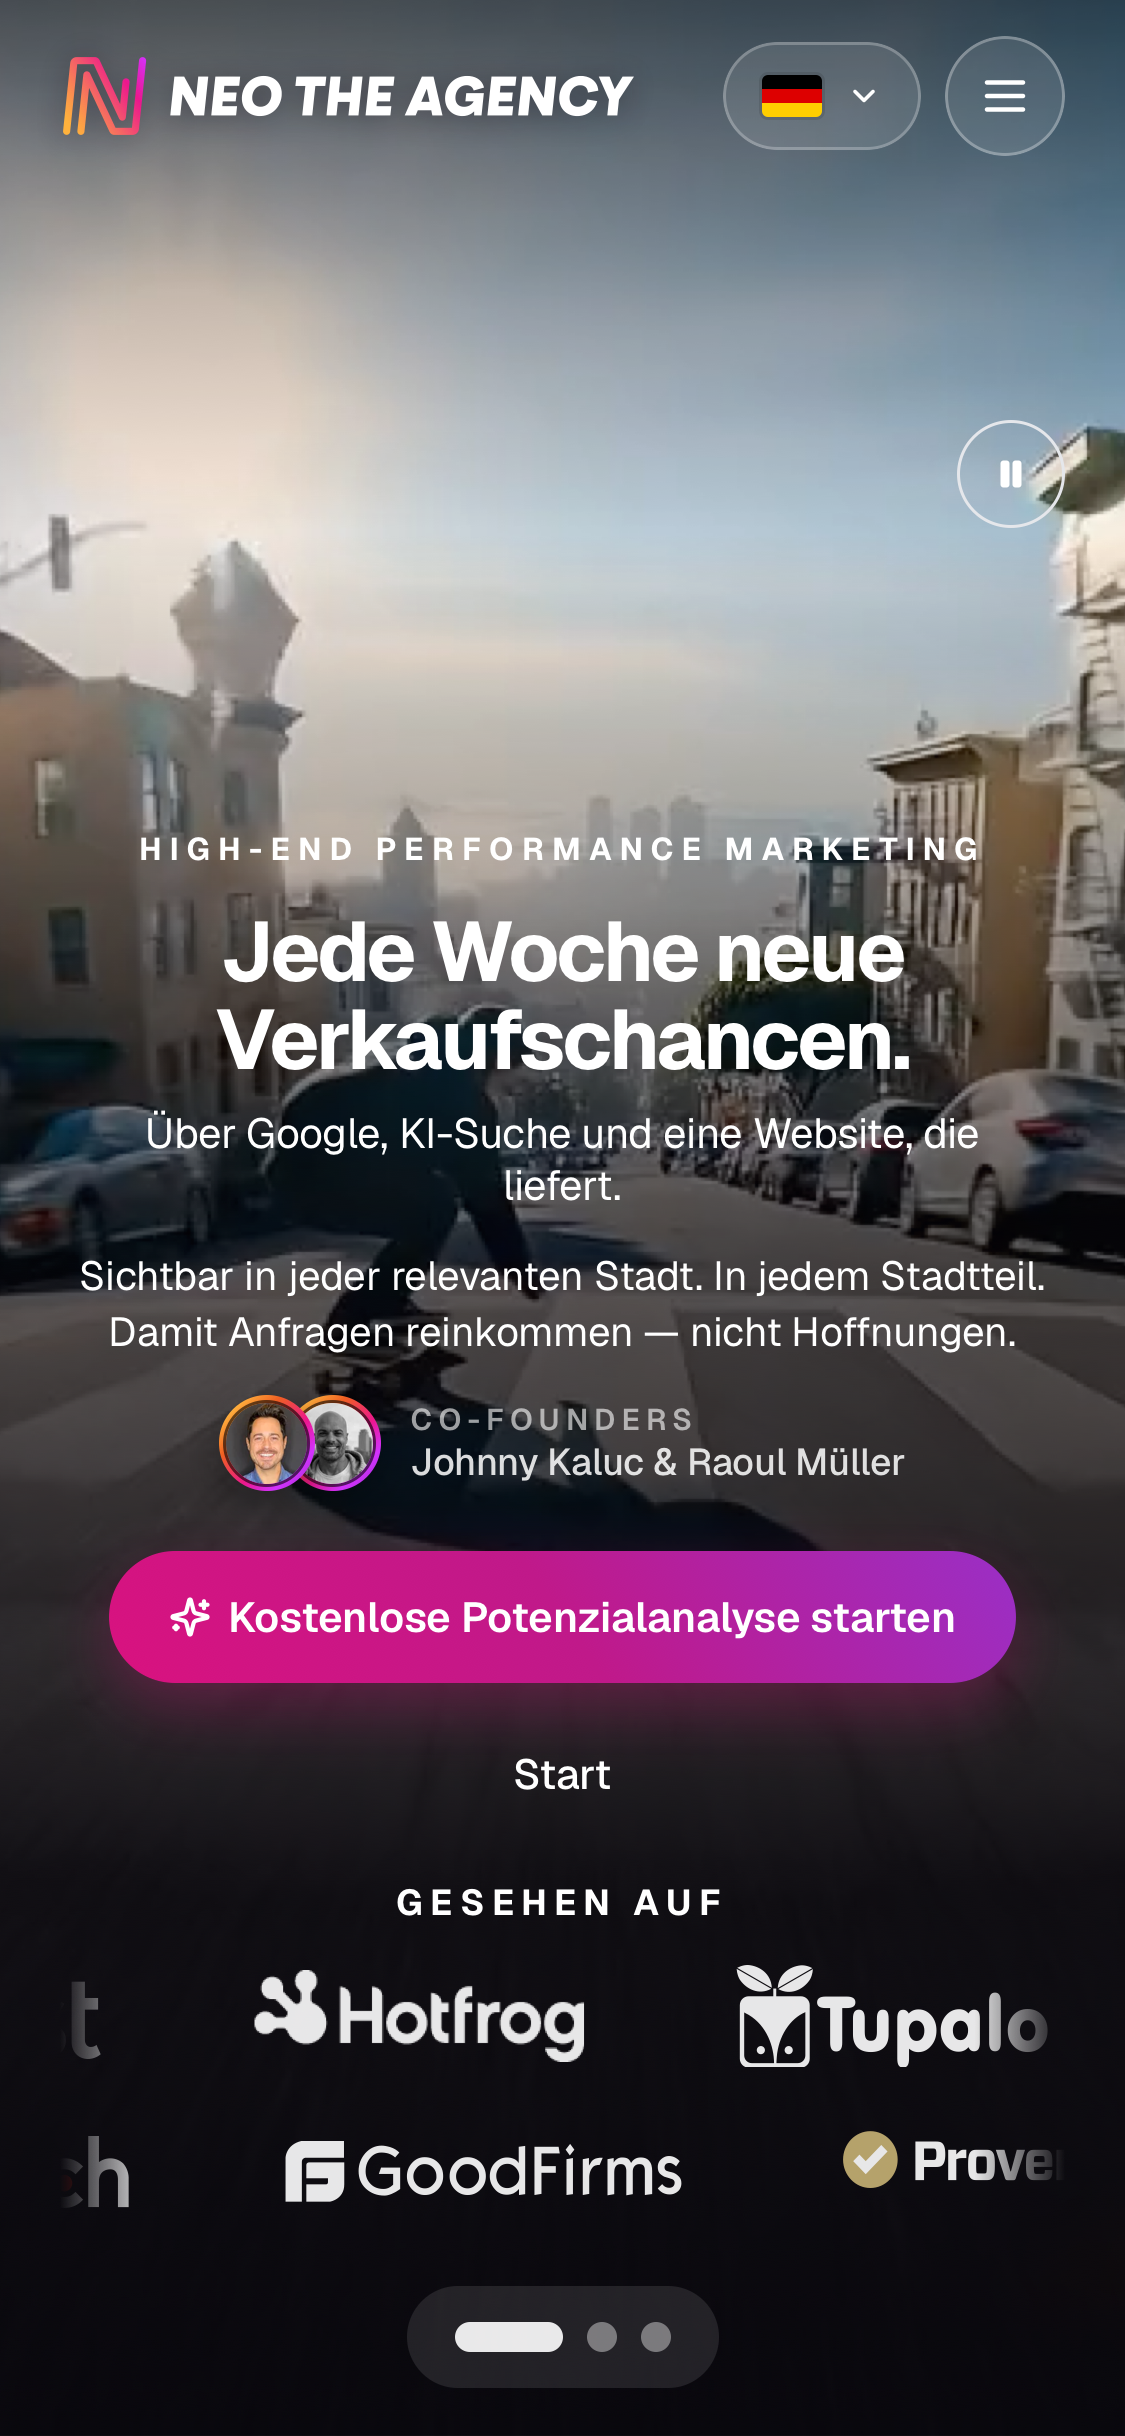 NEO THE AGENCY
HIGH-END PERFORMANCE MARKETING
Jede Woche neue
Verkaufschancen.
Über Google, KI-Suche und eine Website, die
liefert.
Sichtbar in jeder relevanten Stadt. In jedem Stadtteil.
Damit Anfragen reinkommen — nicht Hoffnungen.
CO-FOUNDERS
Johnny Kaluc & Raoul Müller
Kostenlose Potenzialanalyse starten
Start
GESEHEN AUF
Hotfrog Tupalo
GoodFirms